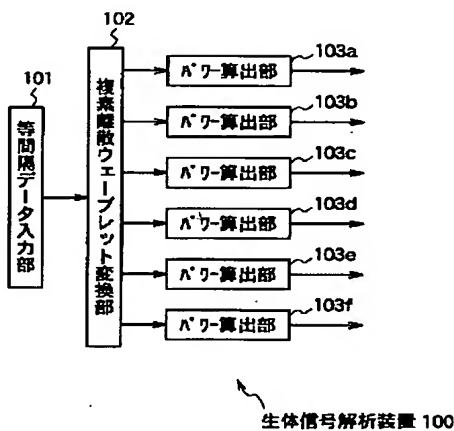 102
101
103a
パワー算出部
103b
パワー算出部
103c
パワー算出部
103d
パワー算出部
103e
パワー算出部
103f
パワー算出部
等間隔データ入力部
複素離散ウェーブレット変換部
生体信号解析装置 100